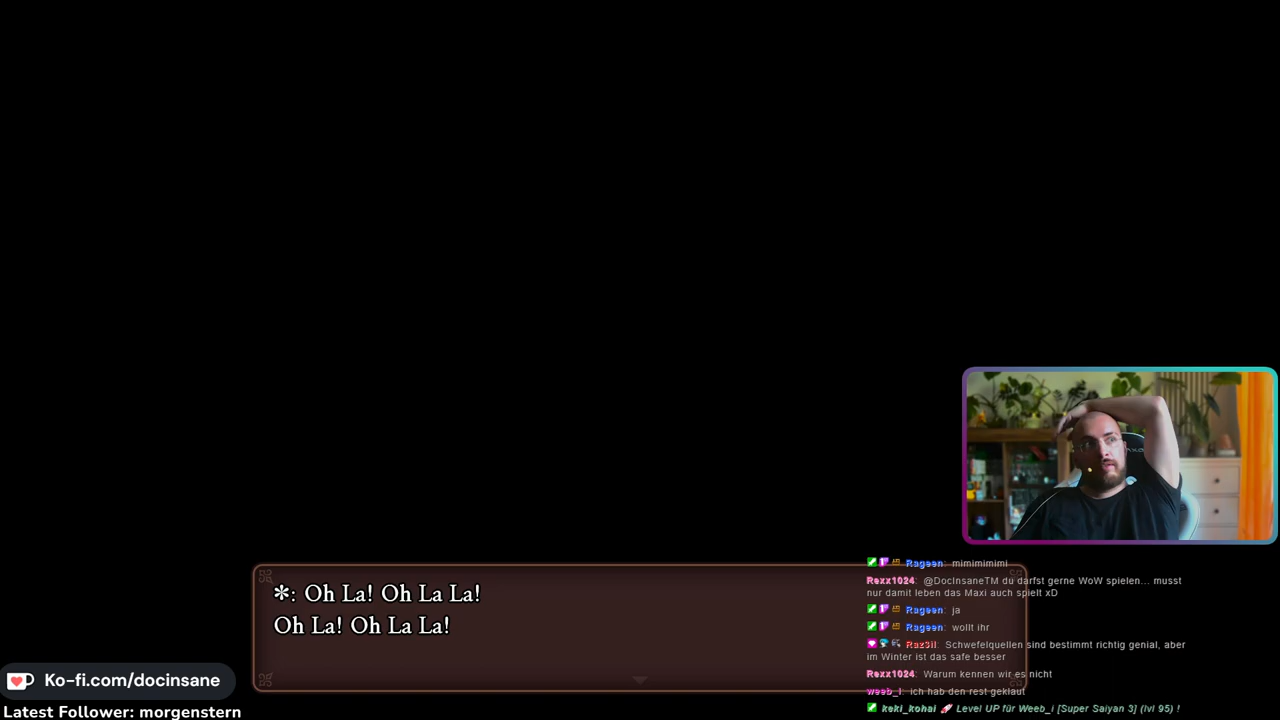 Rageen: mimimimimi
Rexx1024: @DocInsaneTM du darfst gerne WoW spielen... musst
nur damit leben das Maxi auch spielt xD
Rageen: ja
Rageen: wollt ihr
Raz3il: Schwefelquellen sind bestimmt richtig genial, aber
im Winter ist das safe besser
Rexx1024: Warum kennen wir es nicht
weeb_i: ich hab den rest geklaut
keki_kohai 🚀 Level UP für Weeb_i [Super Saiyan 3] (lvl 95) !
✻: Oh La! Oh La La!
Oh La! Oh La La!
Ko-fi.com/docinsane
Latest Follower: morgenstern